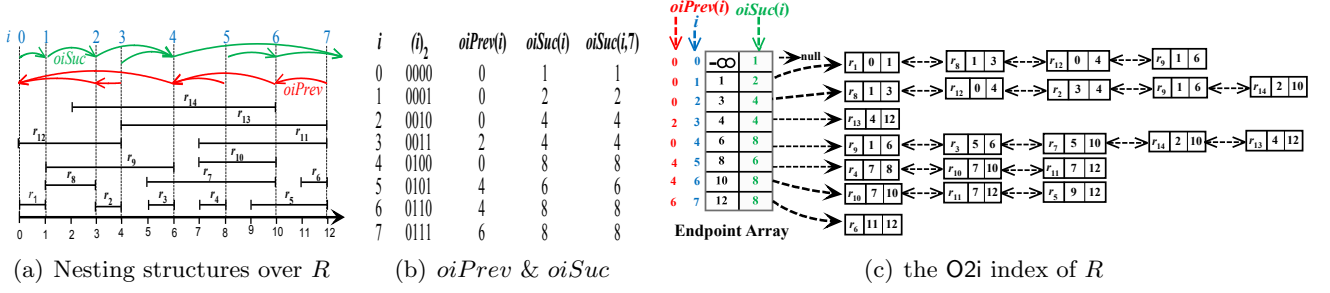 i 0 1 2 3 4 5 6 7
oiSuc
oiPrev
r14
r13
r12 r11
r9 r10
r8 r7 r6
r1 r2 r3 r4 r5
0 1 2 3 4 5 6 7 8 9 10 11 12
(a) Nesting structures over R
i (i)2 oiPrev(i) oiSuc(i) oiSuc(i,7)
0 0000 0 1 1
1 0001 0 2 2
2 0010 0 4 4
3 0011 2 4 4
4 0100 0 8 8
5 0101 4 6 6
6 0110 4 8 8
7 0111 6 8 8
(b) oiPrev & oiSuc
oiPrev(i) i oiSuc(i)
0 0 -∞ 1 null
0 1 1 2
0 2 3 4
2 3 4 4
0 4 6 8
4 5 8 6
4 6 10 8
6 7 12 8
Endpoint Array
r1 0 1 r8 1 3 r12 0 4 r9 1 6
r8 1 3 r12 0 4 r2 3 4 r9 1 6 r14 2 10
r13 4 12
r9 1 6 r3 5 6 r7 5 10 r14 2 10 r13 4 12
r4 7 8 r10 7 10 r11 7 12
r10 7 10 r11 7 12 r5 9 12
r6 11 12
(c) the O2i index of R